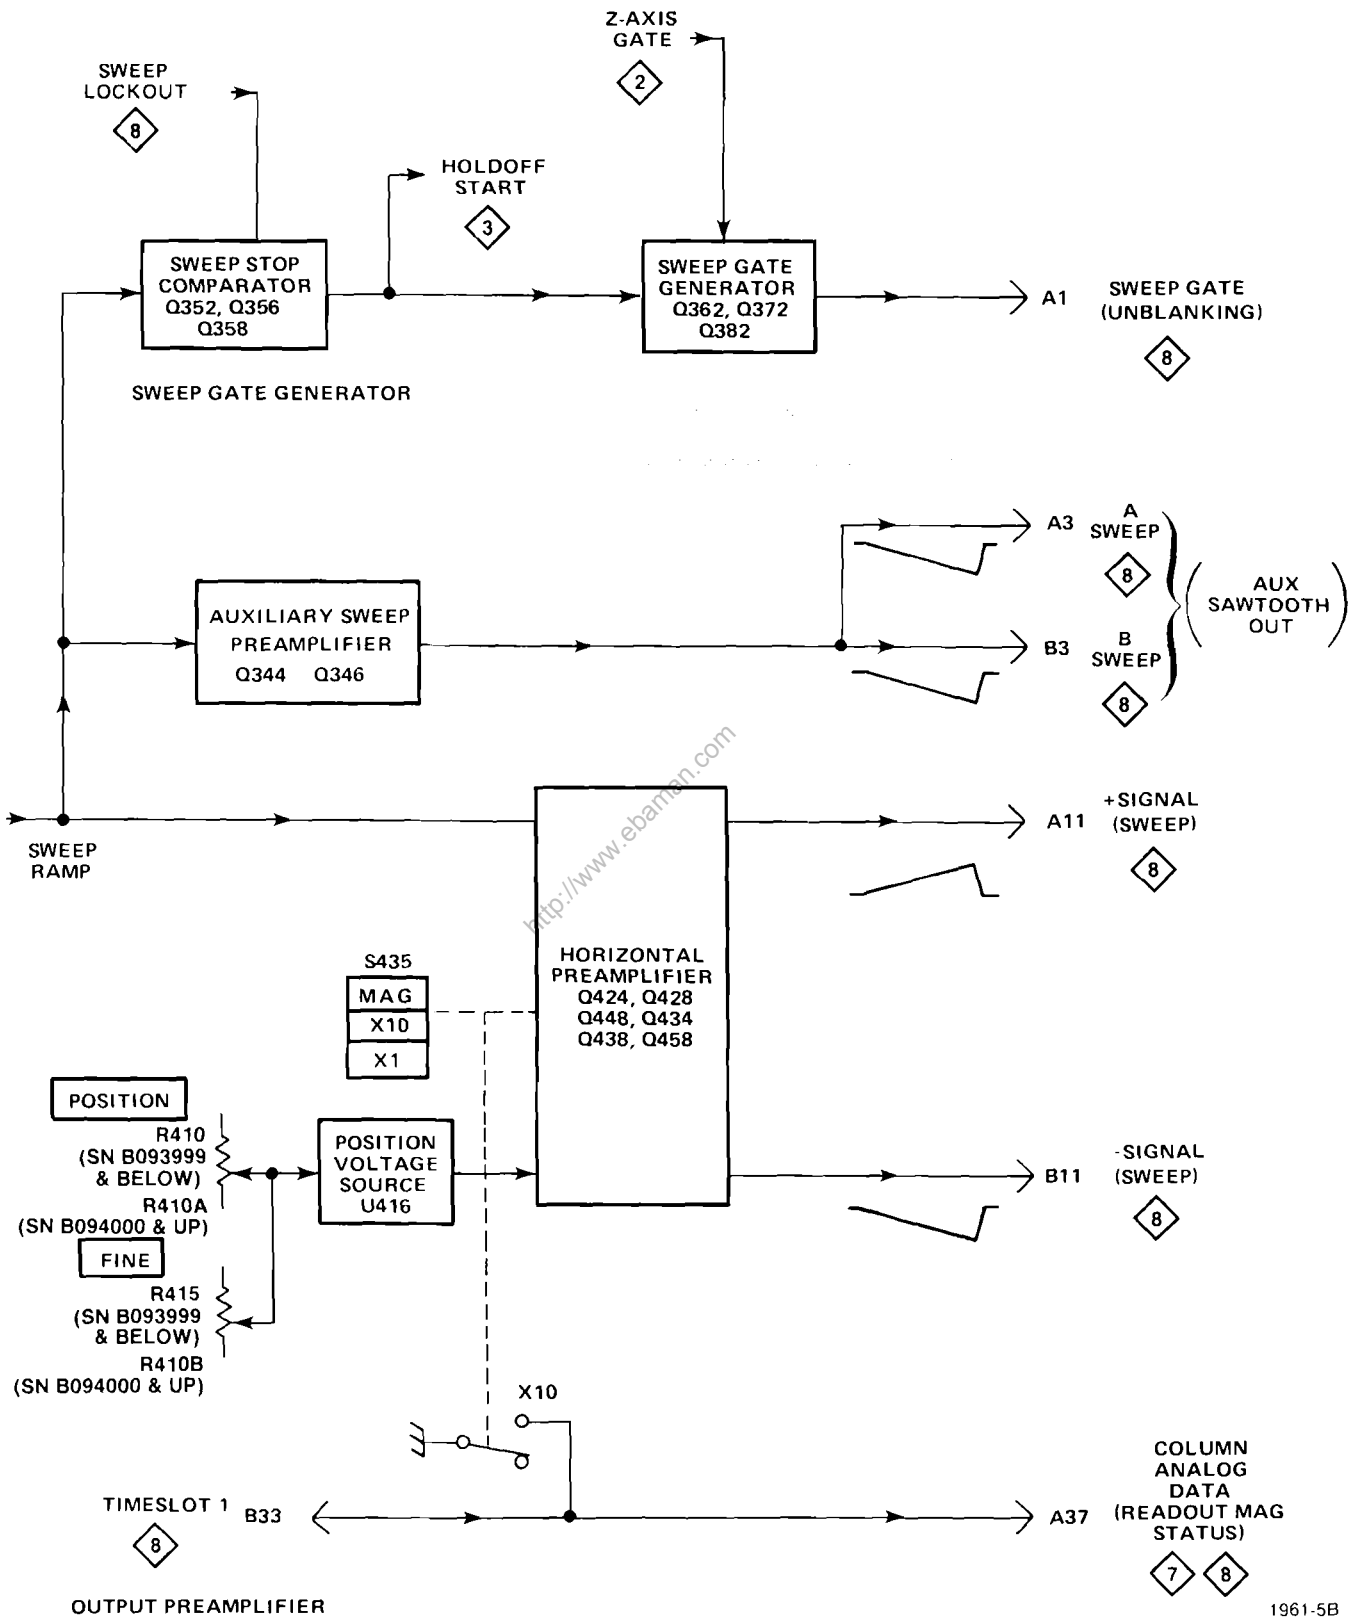 Z-AXIS
GATE
2
SWEEP
LOCKOUT
8
HOLDOFF
START
3
SWEEP STOP
COMPARATOR
Q352, Q356
Q358
SWEEP GATE
GENERATOR
Q362, Q372
Q382
A1
SWEEP GATE
(UNBLANKING)
8
SWEEP GATE GENERATOR
A3
A
SWEEP
8
AUXILIARY SWEEP
PREAMPLIFIER
Q344 Q346
B3
B
SWEEP
8
(AUX
SAWTOOTH
OUT)
SWEEP
RAMP
A11
+SIGNAL
(SWEEP)
8
http://www.ebaman.com
HORIZONTAL
PREAMPLIFIER
Q424, Q428
Q448, Q434
Q438, Q458
S435
MAG
X10
X1
POSITION
R410
(SN B093999
& BELOW)
R410A
(SN B094000 & UP)
POSITION
VOLTAGE
SOURCE
U416
B11
-SIGNAL
(SWEEP)
8
FINE
R415
(SN B093999
& BELOW)
R410B
(SN B094000 & UP)
X10
TIMESLOT 1
B33
8
A37
COLUMN
ANALOG
DATA
(READOUT MAG
STATUS)
7 8
OUTPUT PREAMPLIFIER
1961-5B